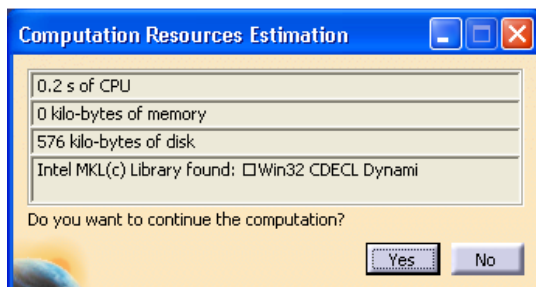 Computation Resources Estimation
0.2 s of CPU
0 kilo-bytes of memory
576 kilo-bytes of disk
Intel MKL(c) Library found: □Win32 CDECL Dynami
Do you want to continue the computation?
Yes No